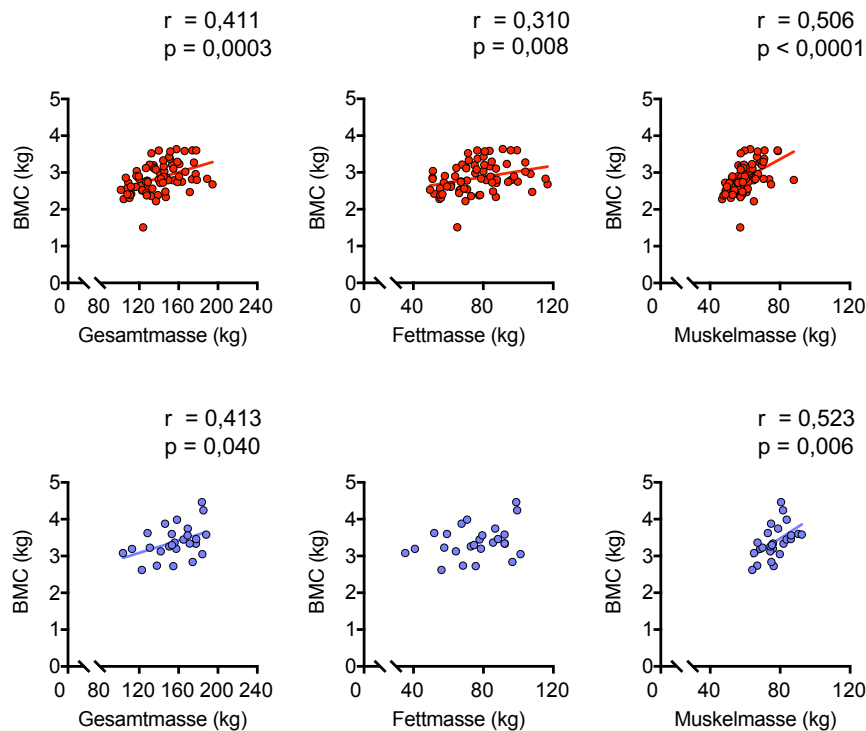 r = 0,411
p = 0,0003
r = 0,310
p = 0,008
r = 0,506
p < 0,0001
BMC (kg)
5
4
3
2
1
0
0 80 120 160 200 240
Gesamtmasse (kg)
BMC (kg)
5
4
3
2
1
0
0 40 80 120
Fettmasse (kg)
BMC (kg)
5
4
3
2
1
0
0 40 80 120
Muskelmasse (kg)
r = 0,413
p = 0,040
r = 0,523
p = 0,006
BMC (kg)
5
4
3
2
1
0
0 80 120 160 200 240
Gesamtmasse (kg)
BMC (kg)
5
4
3
2
1
0
0 40 80 120
Fettmasse (kg)
BMC (kg)
5
4
3
2
1
0
0 40 80 120
Muskelmasse (kg)